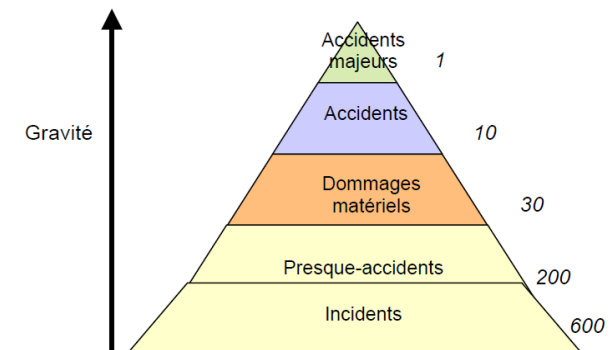 Accidents
majeurs
1
Gravité
Accidents
10
Dommages
matériels
30
Presque-accidents
200
Incidents
600